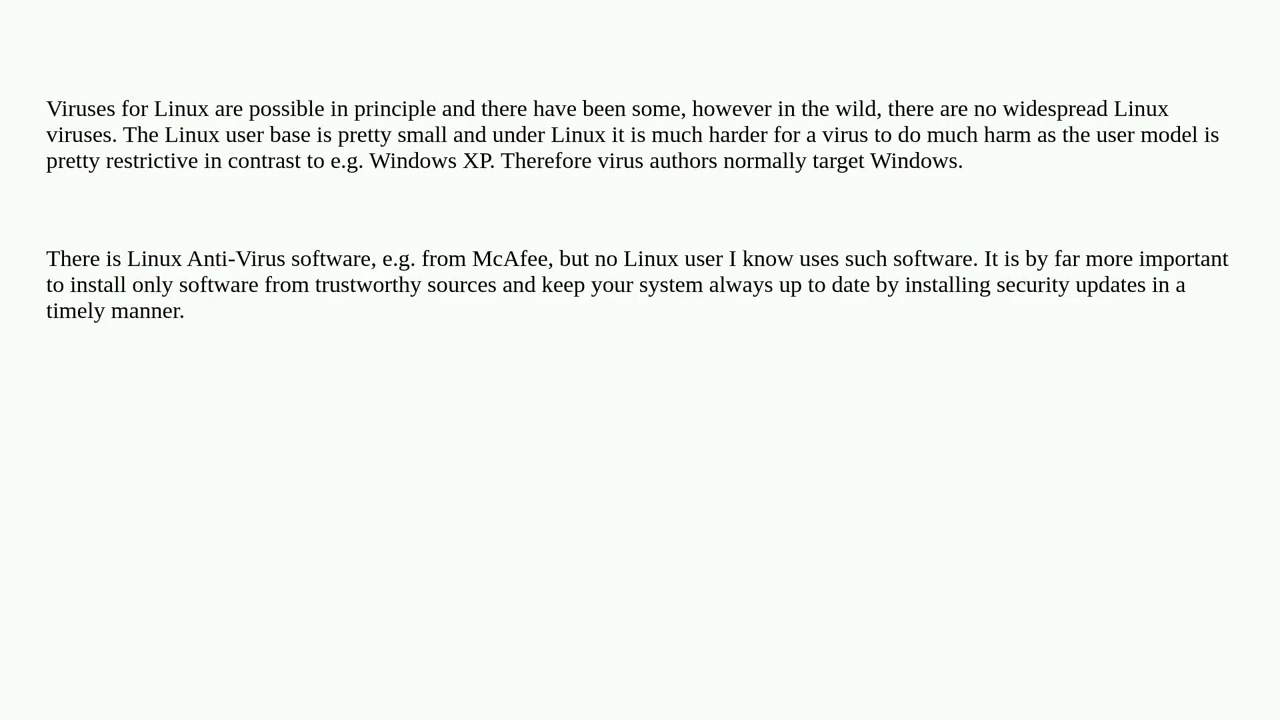 Viruses for Linux are possible in principle and there have been some, however in the wild, there are no widespread Linux
viruses. The Linux user base is pretty small and under Linux it is much harder for a virus to do much harm as the user model is
pretty restrictive in contrast to e.g. Windows XP. Therefore virus authors normally target Windows.
There is Linux Anti-Virus software, e.g. from McAfee, but no Linux user I know uses such software. It is by far more important
to install only software from trustworthy sources and keep your system always up to date by installing security updates in a
timely manner.